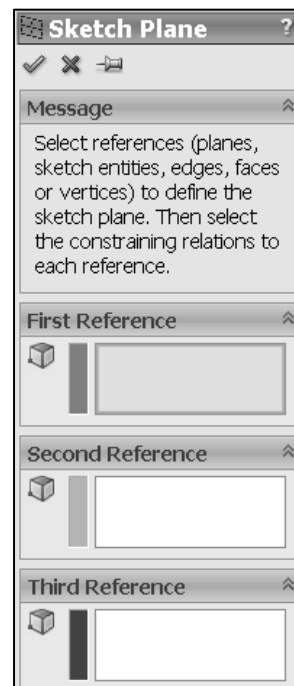 Sketch Plane ?
Message
Select references (planes,
sketch entities, edges, faces
or vertices) to define the
sketch plane. Then select
the constraining relations to
each reference.
First Reference
Second Reference
Third Reference